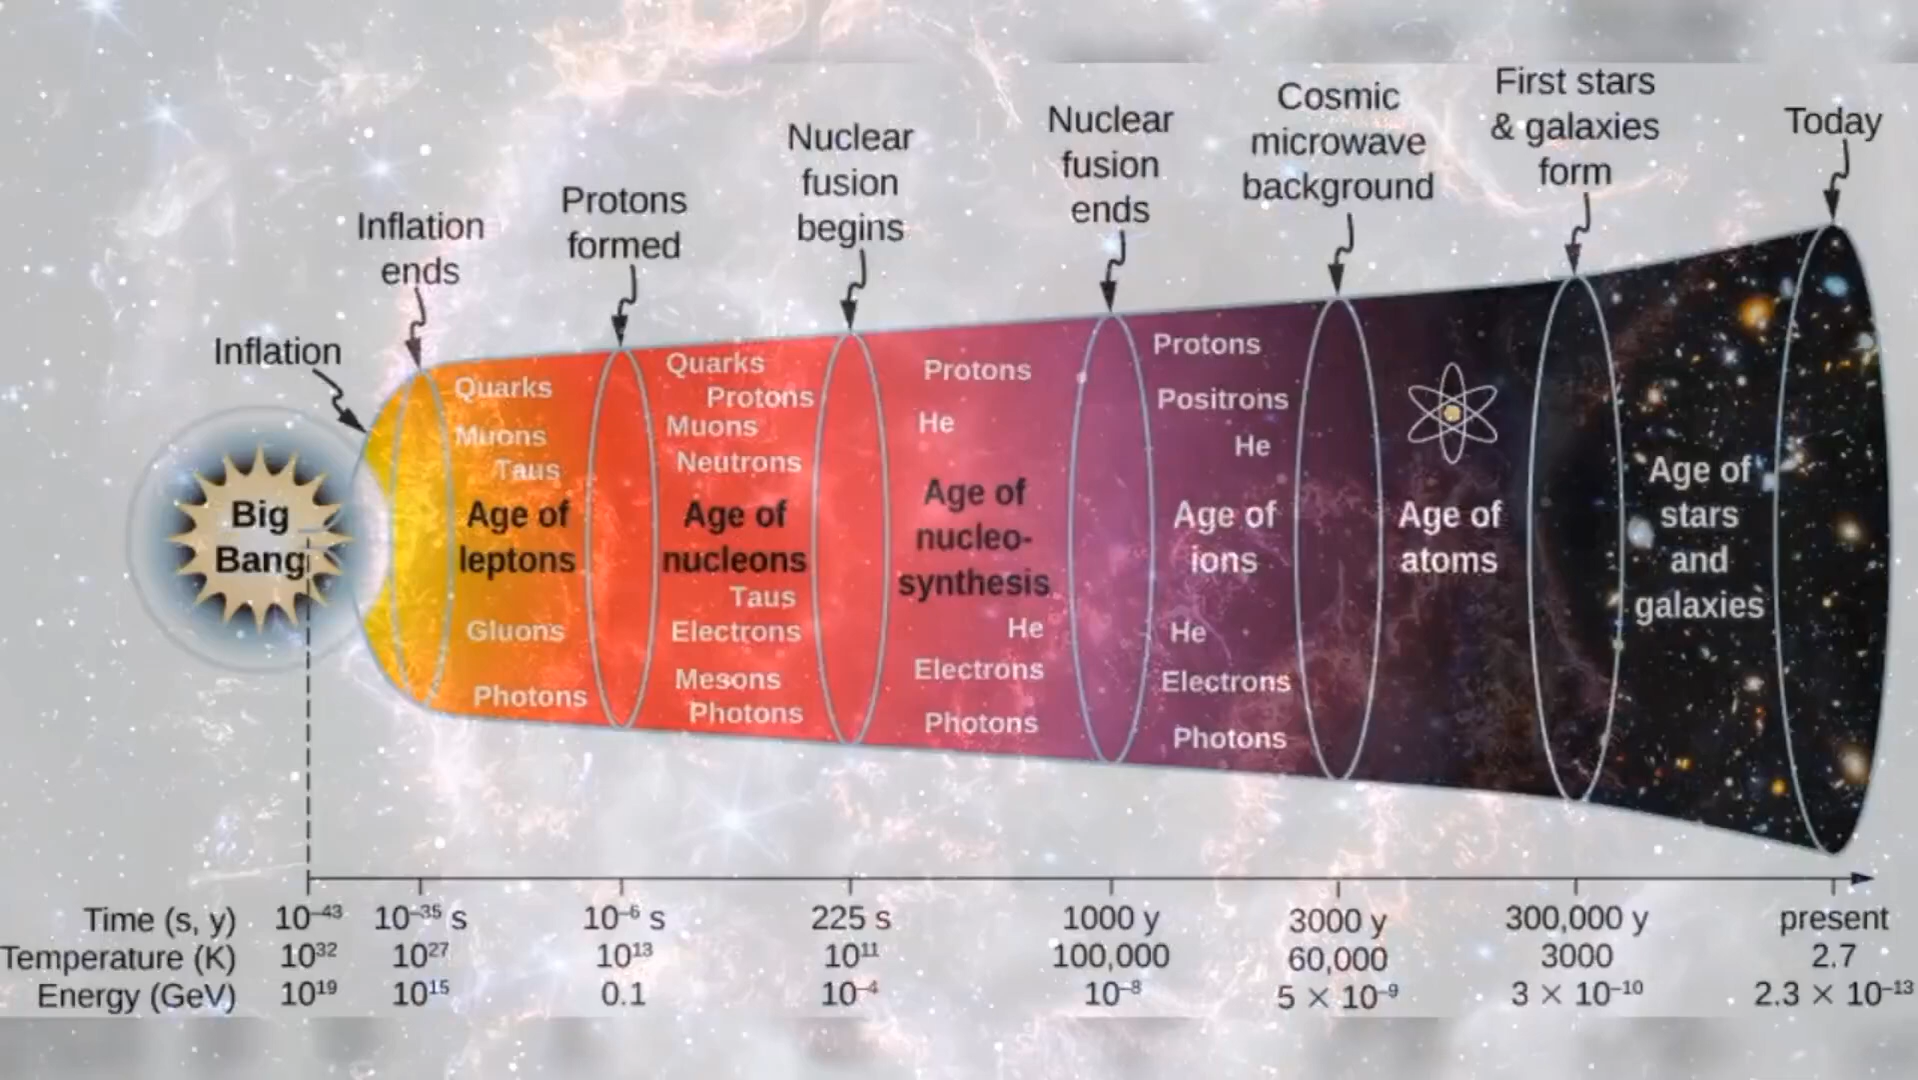 Inflation
Inflation
ends
Protons
formed
Nuclear
fusion
begins
Nuclear
fusion
ends
Cosmic
microwave
background
First stars
& galaxies
form
Today
Big
Bang
Quarks
Muons
Taus
Age of
leptons
Gluons
Photons
Quarks
Protons
Muons
Neutrons
Age of
nucleons
Taus
Electrons
Mesons
Photons
Protons
He
Age of
nucleo-
synthesis
He
Electrons
Photons
Protons
Positrons
He
Age of
ions
He
Electrons
Photons
Age of
atoms
Age of
stars
and
galaxies
Time (s, y) 10⁻⁴³ 10⁻³⁵ s 10⁻⁶ s 225 s 1000 y 3000 y 300,000 y present
Temperature (K) 10³² 10²⁷ 10¹³ 10¹¹ 100,000 60,000 3000 2.7
Energy (GeV) 10¹⁹ 10¹⁵ 0.1 10⁻⁴ 10⁻⁸ 5 × 10⁻⁹ 3 × 10⁻¹⁰ 2.3 × 10⁻¹³